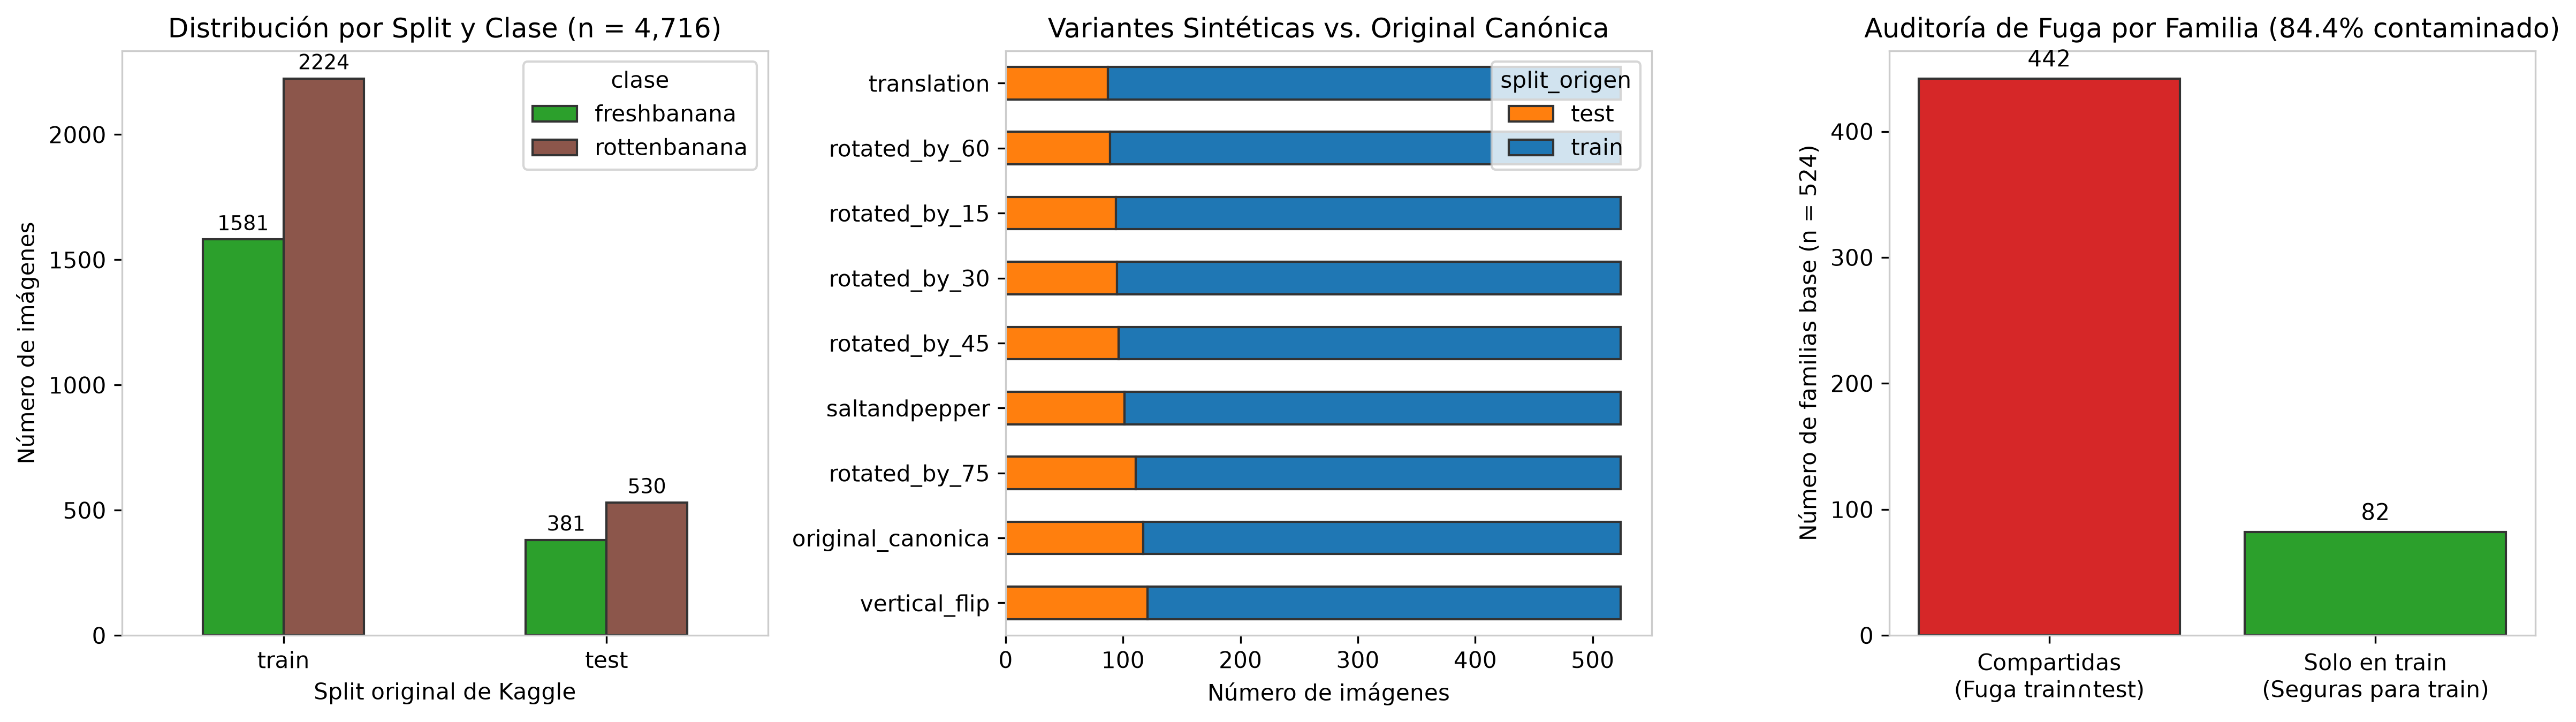 Distribución por Split y Clase (n = 4,716)
Número de imágenes
2000
1500
1000
500
0
2224
1581
381
530
clase
freshbanana
rottenbanana
train
test
Split original de Kaggle
Variantes Sintéticas vs. Original Canónica
translation
rotated_by_60
rotated_by_15
rotated_by_30
rotated_by_45
saltandpepper
rotated_by_75
original_canonica
vertical_flip
split_origen
test
train
0
100
200
300
400
500
Número de imágenes
Auditoría de Fuga por Familia (84.4% contaminado)
Número de familias base (n = 524)
400
300
200
100
0
442
82
Compartidas
(Fuga train∩test)
Solo en train
(Seguras para train)